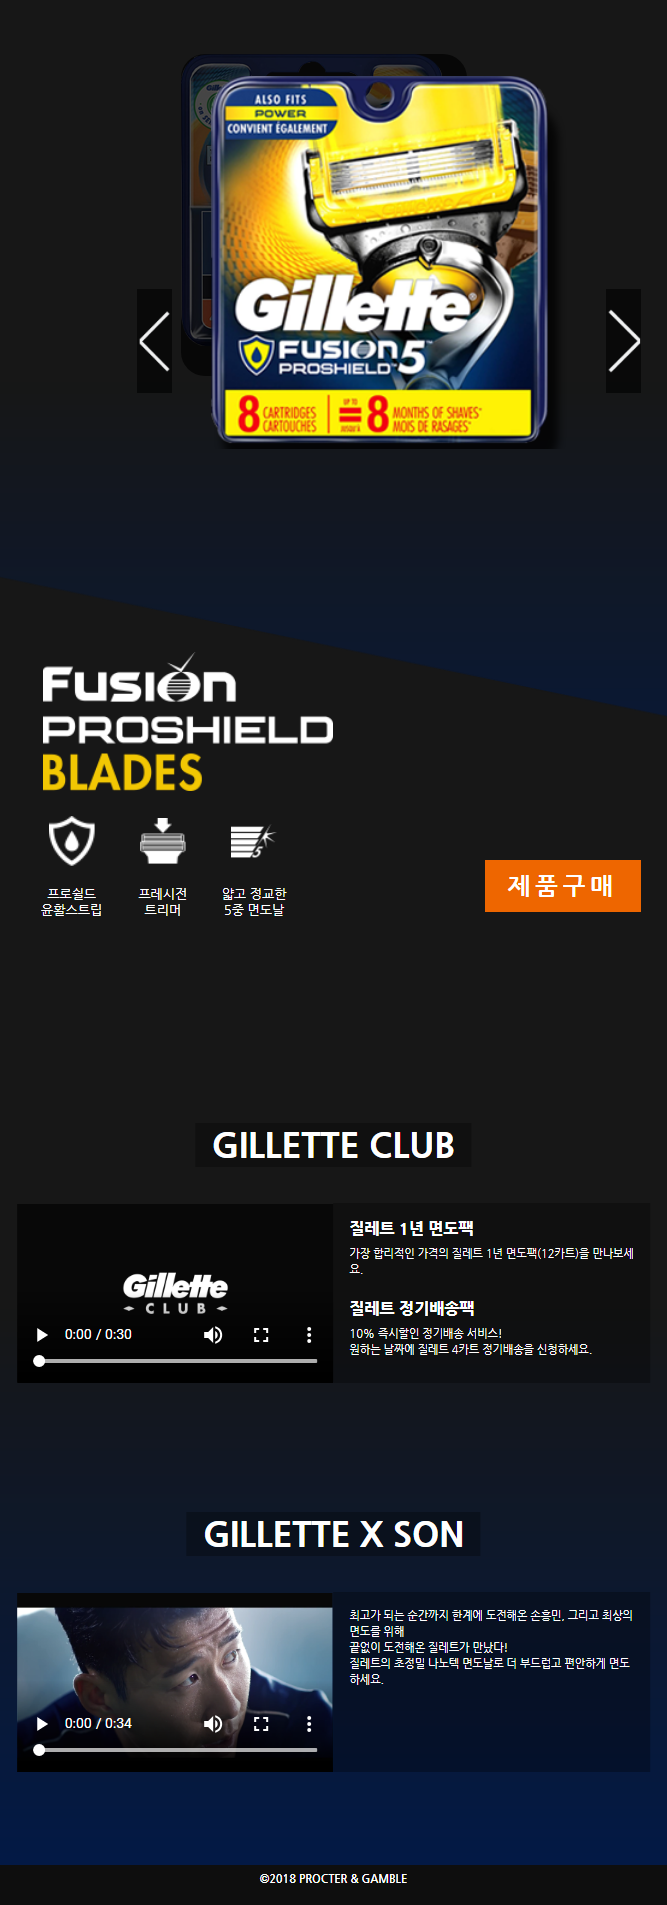 ALSO FITS
POWER
CONVIENT ÉGALEMENT
Gillette®
FUSION5™
PROSHIELD™
8 CARTRIDGES CARTOUCHES
UP TO JUSQU'À = 8 MONTHS OF SHAVES* MOIS DE RASAGES*
FUSION
PROSHIELD
BLADES
5
프로쉴드
윤활스트립
프레시전
트리머
얇고 정교한
5중 면도날
제품구매
GILLETTE CLUB
Gillette
CLUB
0:00 / 0:30
질레트 1년 면도팩
가장 합리적인 가격의 질레트 1년 면도팩(12카트)을 만나보세
요.
질레트 정기배송팩
10% 즉시할인 정기배송 서비스!
원하는 날짜에 질레트 4카트 정기배송을 신청하세요.
GILLETTE X SON
0:00 / 0:34
최고가 되는 순간까지 한계에 도전해온 손흥민, 그리고 최상의
면도를 위해
끝없이 도전해온 질레트가 만났다!
질레트의 초정밀 나노텍 면도날로 더 부드럽고 편안하게 면도
하세요.
©2018 PROCTER & GAMBLE